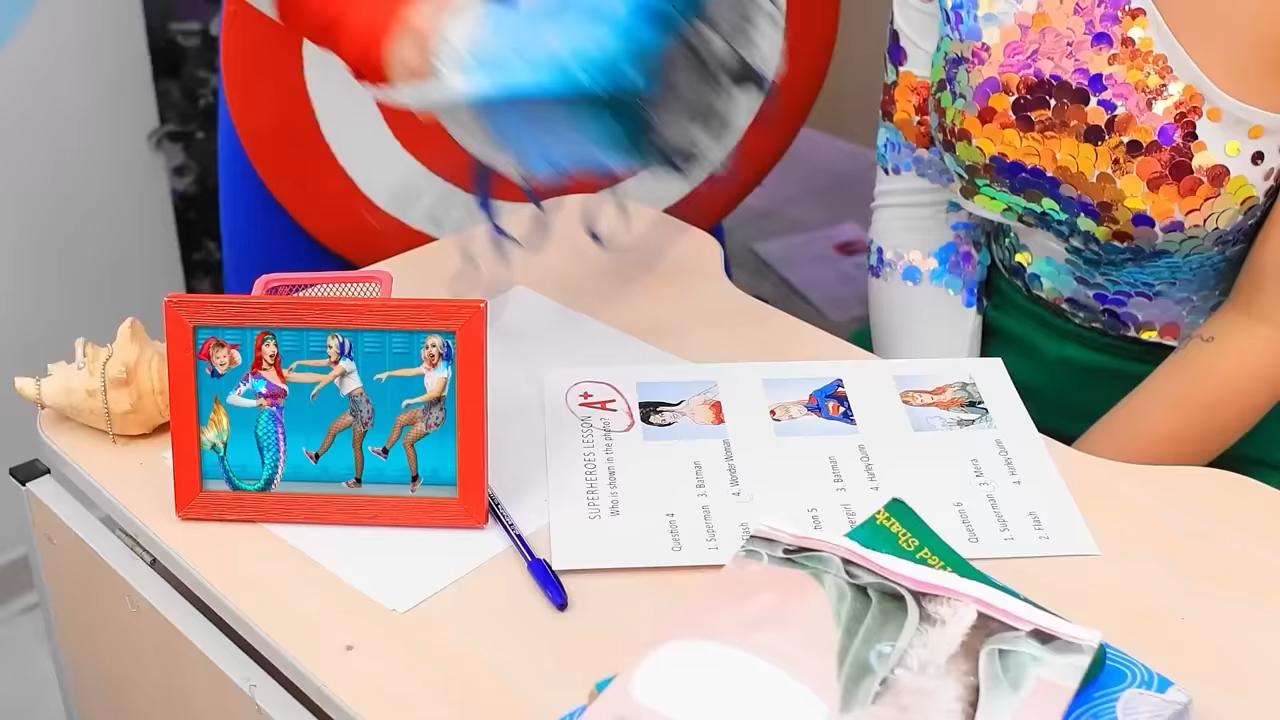 A+
SUPERHEROES LESSON
Who is shown in the photo?
Question 4
1. Superman 3. Batman
4. Wonder Woman
3. Batman
4. Harley Quinn
Question 6
1. Superman 3. Mera
2. Flash 4. Harley Quinn
Shark